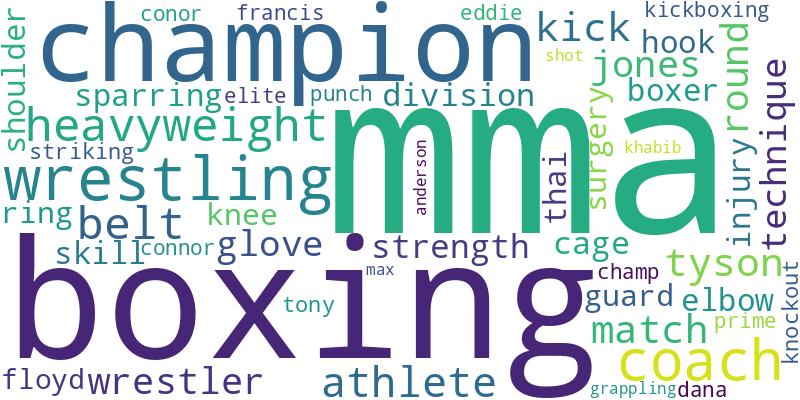 conor
francis
eddie
kickboxing
champion
kick
hook
shot
shoulder
sparring
elite
punch
division
jones
boxer
round
heavyweight
mma
striking
wrestling
anderson
khabib
thai
surgery
injury
technique
ring
belt
knee
skill
connor
glove
strength
cage
max
champ
tyson
boxing
tony
guard
elbow
knockout
match
prime
floyd
wrestler
athlete
coach
grappling
dana